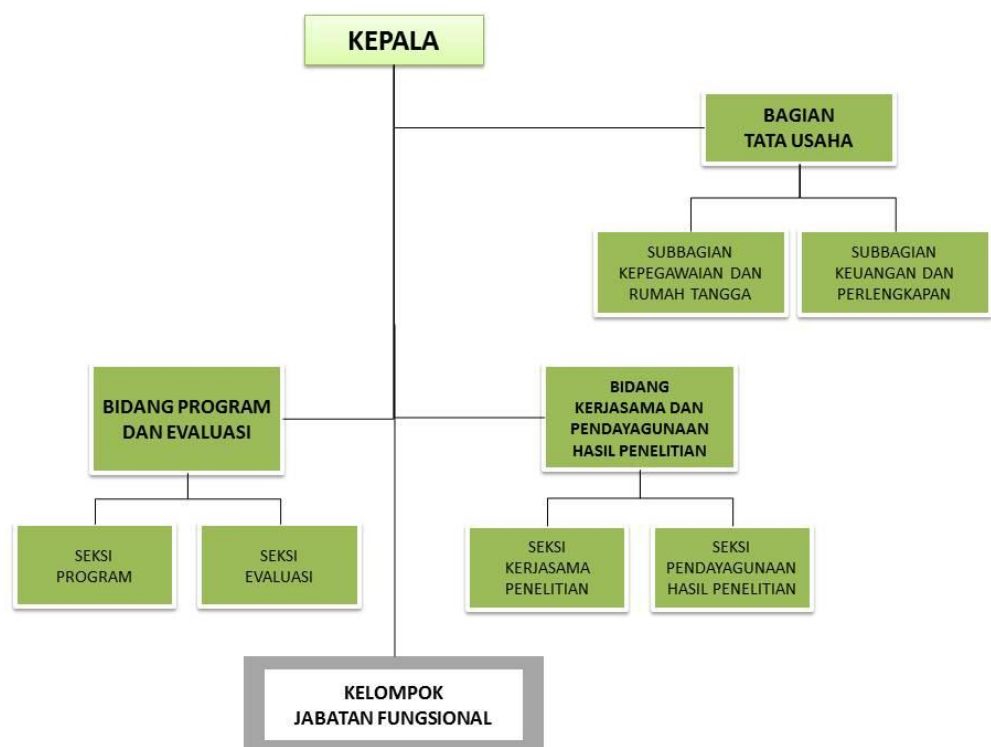 KEPALA
BAGIAN
TATA USAHA
SUBBAGIAN
KEPEGAWAIAN DAN
RUMAH TANGGA
SUBBAGIAN
KEUANGAN DAN
PERLENGKAPAN
BIDANG PROGRAM
DAN EVALUASI
BIDANG
KERJASAMA DAN
PENDAYAGUNAAN
HASIL PENELITIAN
SEKSI
PROGRAM
SEKSI
EVALUASI
SEKSI
KERJASAMA
PENELITIAN
SEKSI
PENDAYAGUNAAN
HASIL PENELITIAN
KELOMPOK
JABATAN FUNGSIONAL